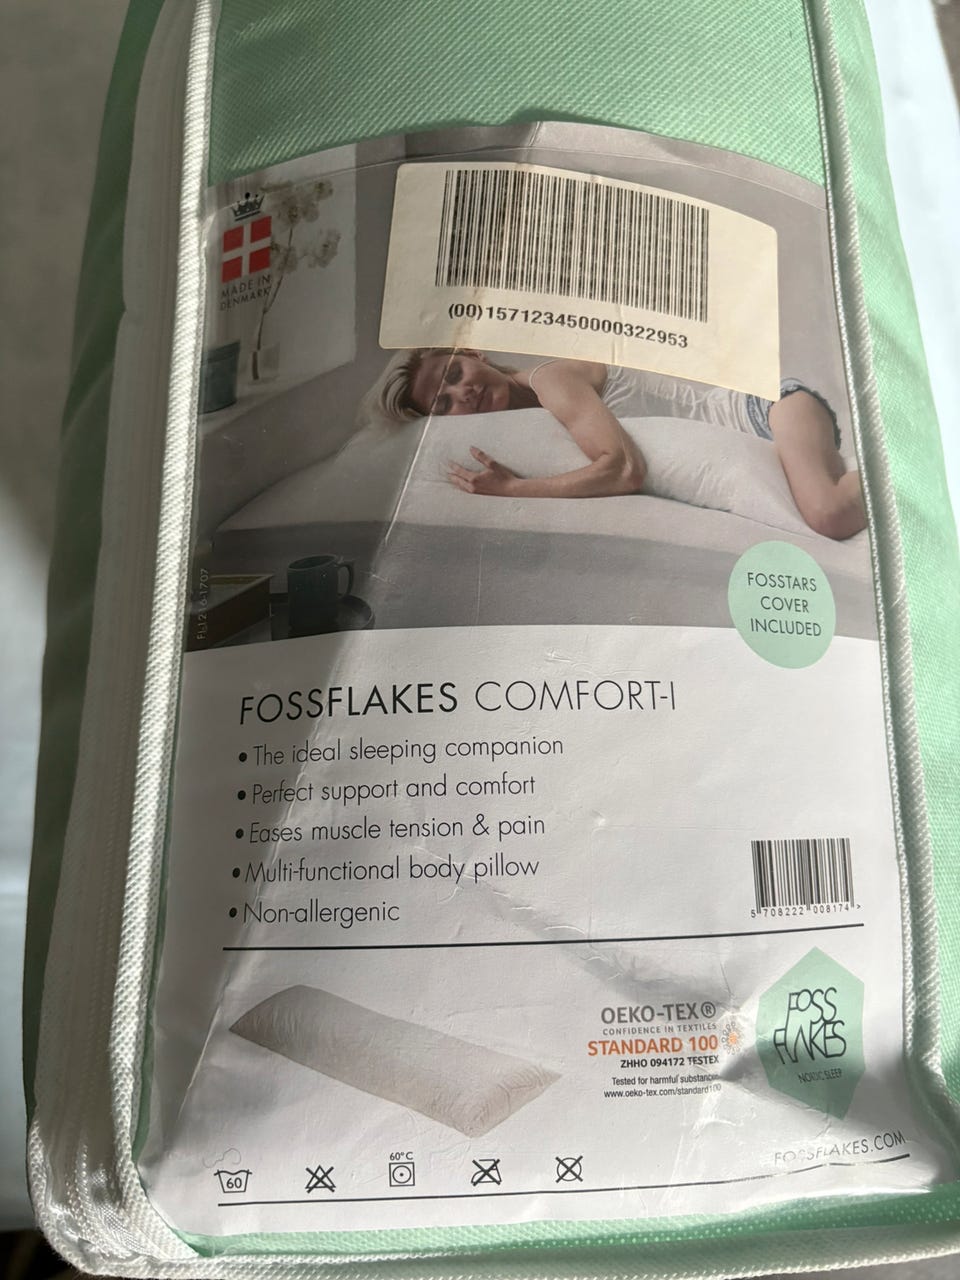 MADE IN
DENMARK
(00)157123450000322953
FOSSTARS
COVER
INCLUDED
FOSSFLAKES COMFORT-I
• The ideal sleeping companion
• Perfect support and comfort
• Eases muscle tension & pain
• Multi-functional body pillow
• Non-allergenic
5 708222 008174 >
OEKO-TEX®
CONFIDENCE IN TEXTILES
STANDARD 100
ZHHO 094172 TESTEX
Tested for harmful substances
www.oeko-tex.com/standard100
FOSS
FLAKES
NORDIC SLEEP
60
60°C
FOSSFLAKES.COM